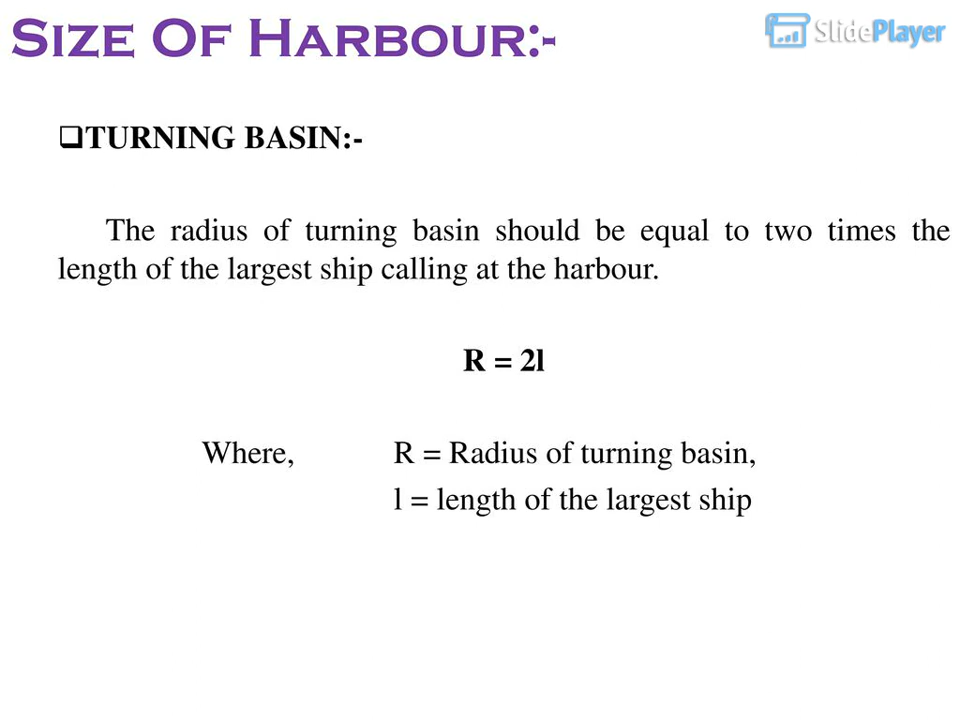 SIZE OF HARBOUR:-
SlidePlayer
❑TURNING BASIN:-
The radius of turning basin should be equal to two times the
length of the largest ship calling at the harbour.
R = 2l
Where, R = Radius of turning basin,
l = length of the largest ship